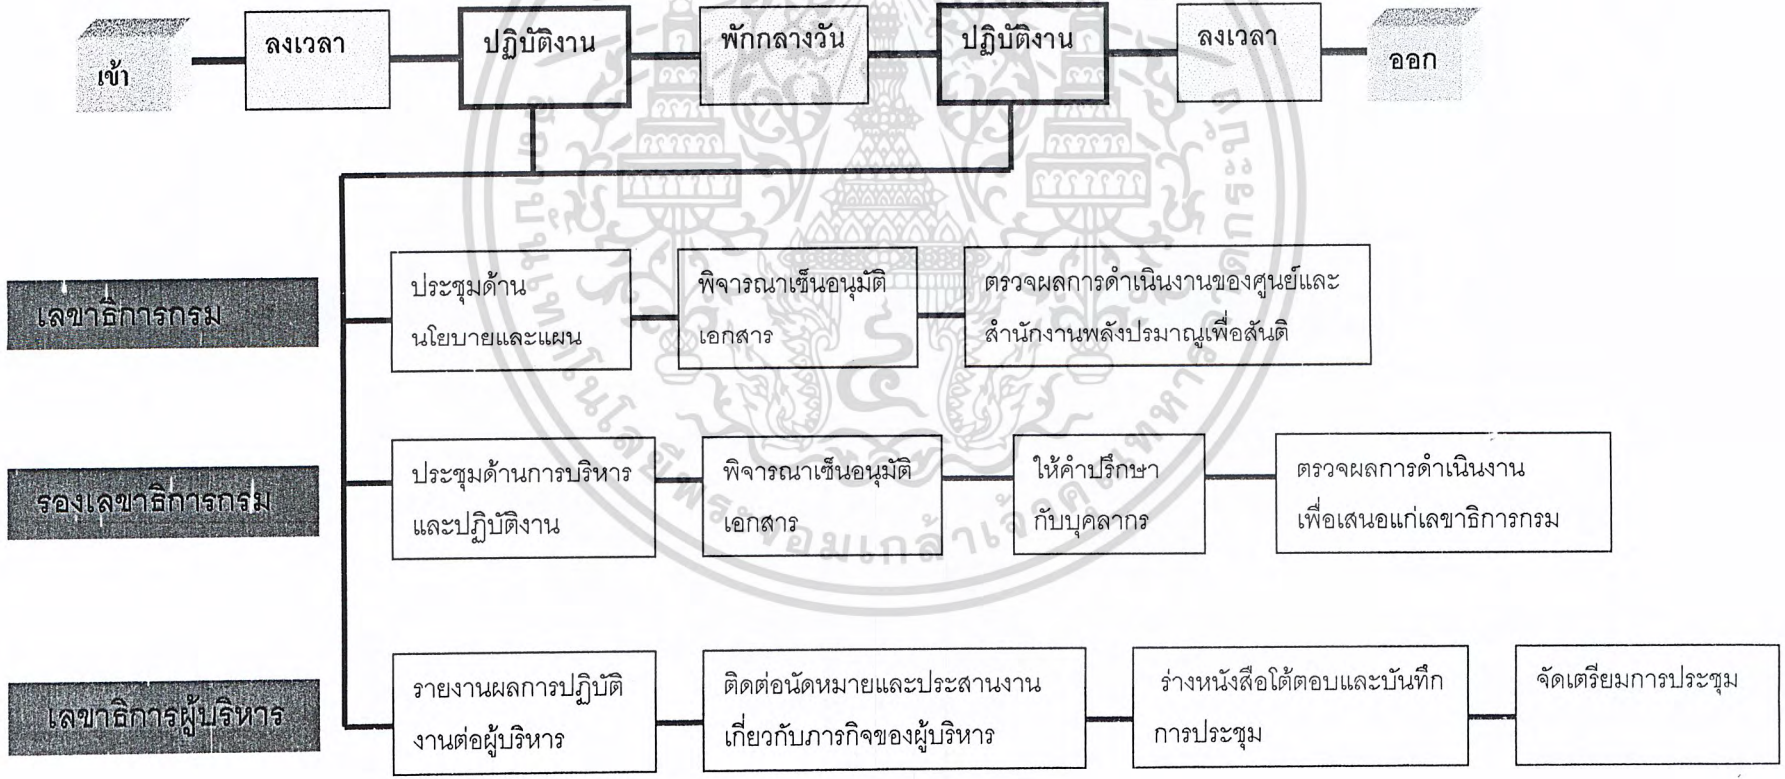 เข้า
ลงเวลา
ปฏิบัติงาน
พักกลางวัน
ปฏิบัติงาน
ลงเวลา
ออก
เลขาธิการกรม
ประชุมด้าน
นโยบายและแผน
พิจารณาเซ็นอนุมัติ
เอกสาร
ตรวจผลการดำเนินงานของศูนย์และ
สำนักงานพลังปรมาณูเพื่อสันติ
รองเลขาธิการกรม
ประชุมด้านการบริหาร
และปฏิบัติงาน
พิจารณาเซ็นอนุมัติ
เอกสาร
ให้คำปรึกษา
กับบุคลากร
ตรวจผลการดำเนินงาน
เพื่อเสนอแก่เลขาธิการกรม
เลขาธิการผู้บริหาร
รายงานผลการปฏิบัติ
งานต่อผู้บริหาร
ติดต่อนัดหมายและประสานงาน
เกี่ยวกับภารกิจของผู้บริหาร
ร่างหนังสือโต้ตอบและบันทึก
การประชุม
จัดเตรียมการประชุม